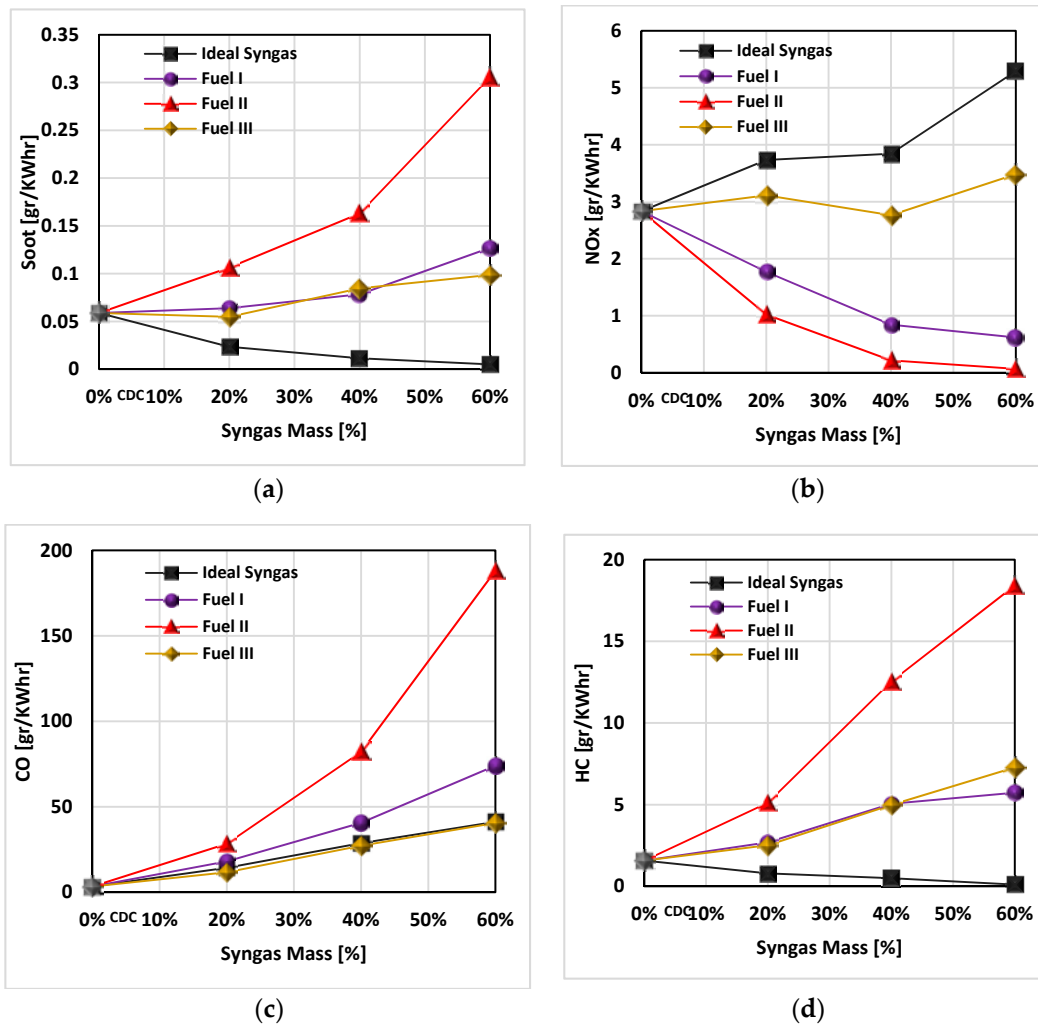 0.35
0.3
0.25
0.2
0.15
0.1
0.05
0
Soot [gr/KWhr]
Ideal Syngas
Fuel I
Fuel II
Fuel III
0% CDC 10% 20% 30% 40% 50% 60%
Syngas Mass [%]
(a)
6
5
4
3
2
1
0
NOx [gr/KWhr]
Ideal Syngas
Fuel I
Fuel II
Fuel III
0% CDC 10% 20% 30% 40% 50% 60%
Syngas Mass [%]
(b)
200
150
100
50
0
CO [gr/KWhr]
Ideal Syngas
Fuel I
Fuel II
Fuel III
0% CDC 10% 20% 30% 40% 50% 60%
Syngas Mass [%]
(c)
20
15
10
5
0
HC [gr/KWhr]
Ideal Syngas
Fuel I
Fuel II
Fuel III
0% CDC 10% 20% 30% 40% 50% 60%
Syngas Mass [%]
(d)